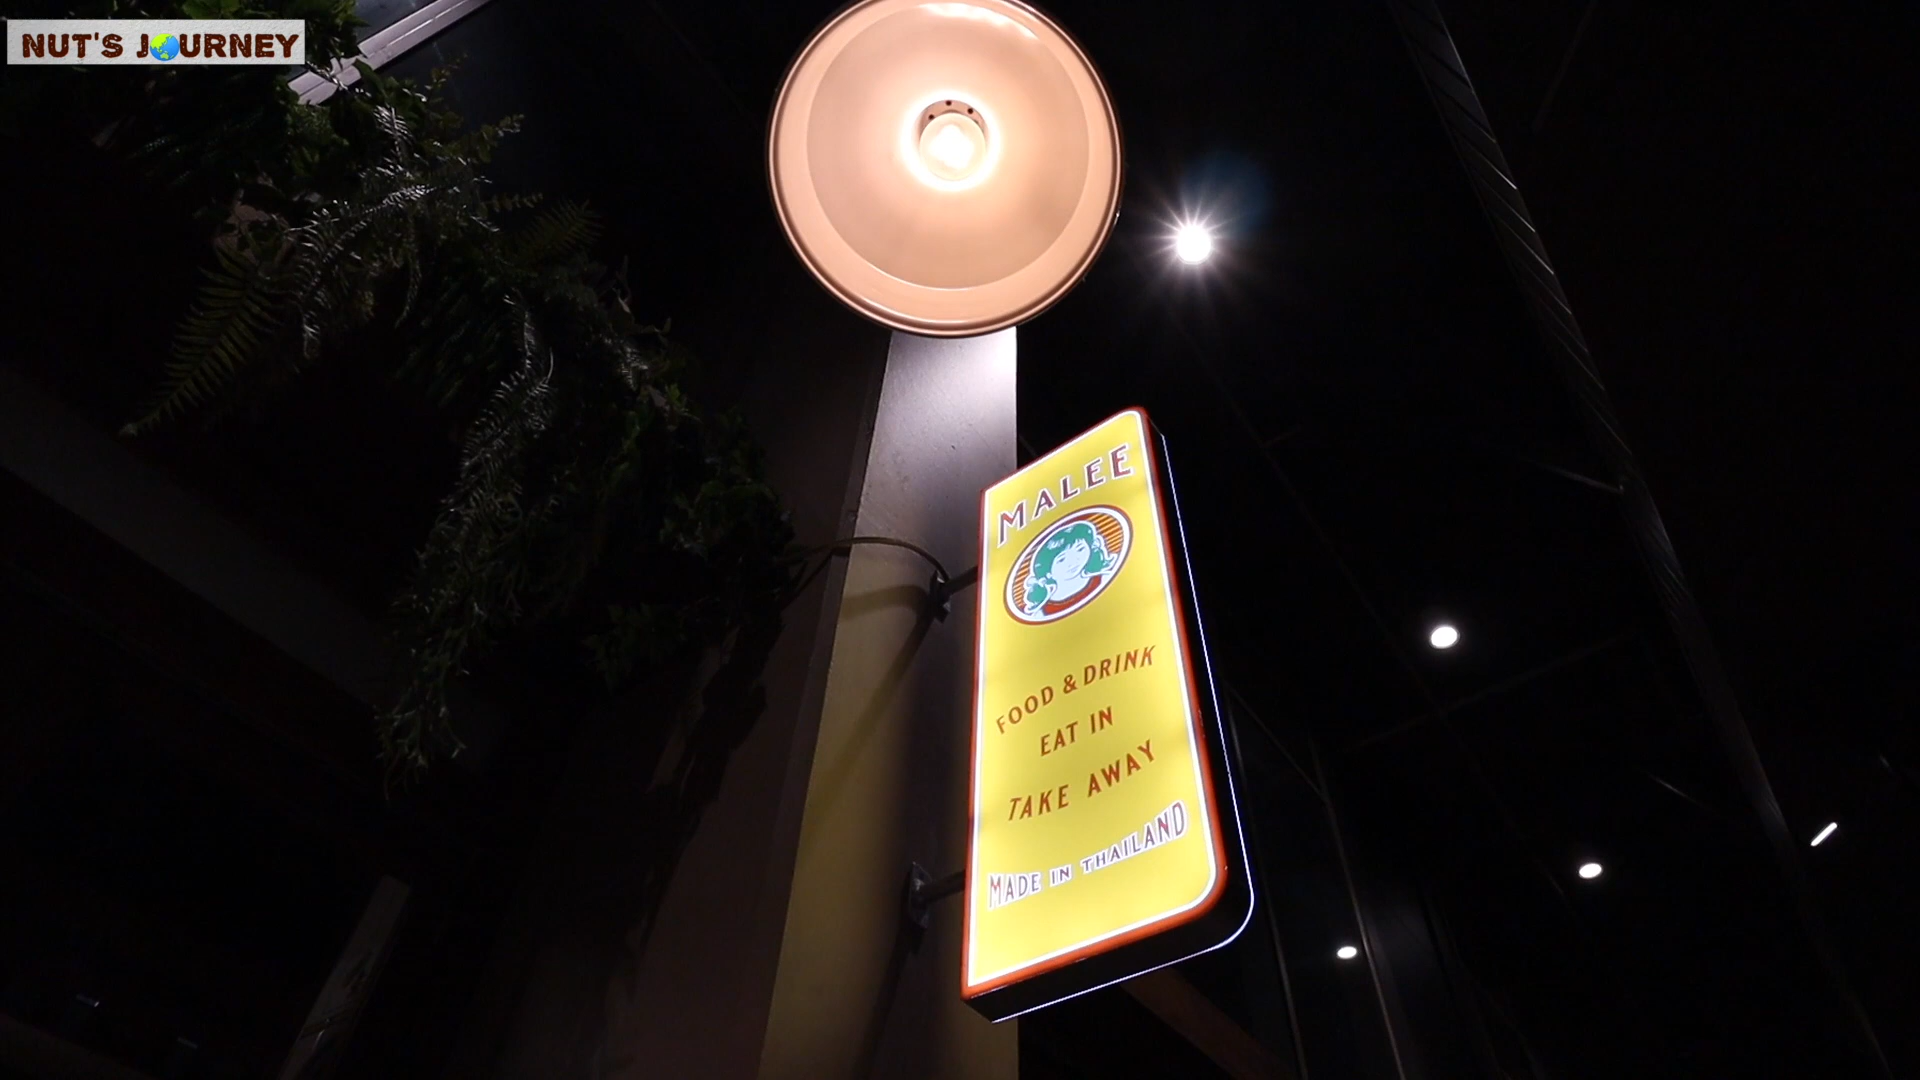 NUT'S JOURNEY
MALEE
FOOD & DRINK
EAT IN
TAKE AWAY
MADE IN THAILAND